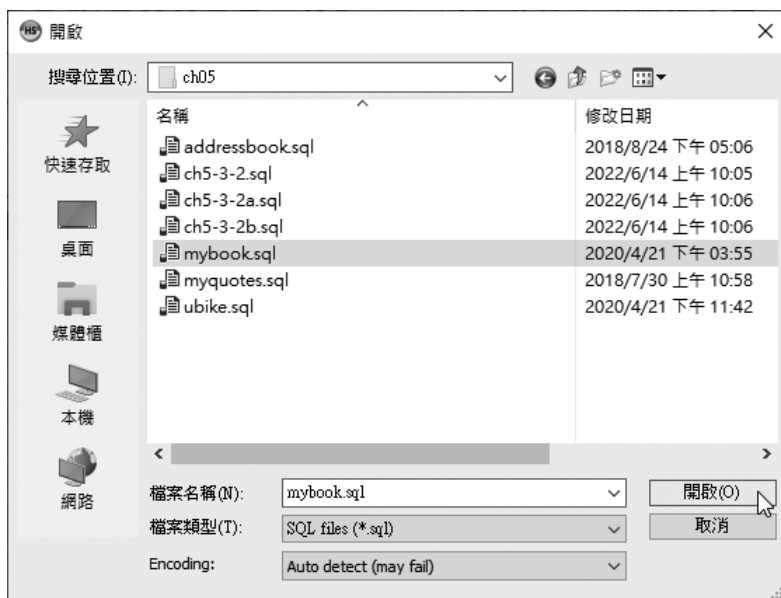 HS 開啟
搜尋位置(I): ch05
名稱 修改日期
addressbook.sql 2018/8/24 下午 05:06
ch5-3-2.sql 2022/6/14 上午 10:05
ch5-3-2a.sql 2022/6/14 上午 10:06
ch5-3-2b.sql 2022/6/14 上午 10:06
mybook.sql 2020/4/21 下午 03:55
myquotes.sql 2018/7/30 上午 10:58
ubike.sql 2020/4/21 下午 11:42
快速存取
桌面
媒體櫃
本機
網路
檔案名稱(N): mybook.sql 開啟(O)
檔案類型(T): SQL files (*.sql) 取消
Encoding: Auto detect (may fail)